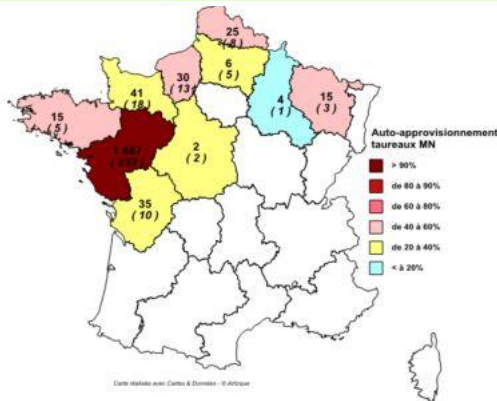 25
( 8 )
6
( 5 )
30
( 13 )
41
( 18 )
4
( 1 )
15
( 3 )
15
( 5 )
2
( 2 )
35
( 10 )
Auto-approvisionnement
taureaux MN
> 90%
de 80 à 90%
de 60 à 80%
de 40 à 60%
de 20 à 40%
< à 20%
Carte réalisée avec Cartes & Données - © Articque